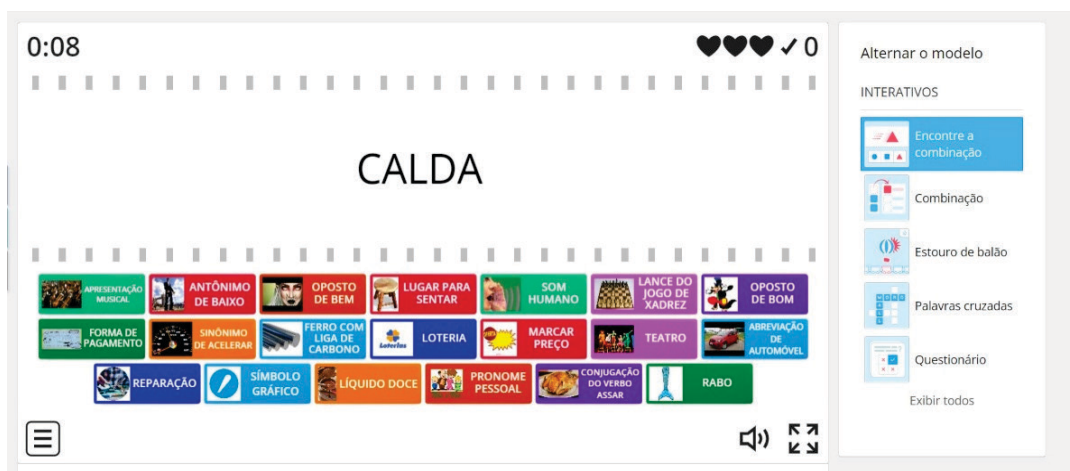 0:08
✓ 0
CALDA
APRESENTAÇÃO
MUSICAL
ANTÔNIMO
DE BAIXO
OPOSTO
DE BEM
LUGAR PARA
SENTAR
SOM
HUMANO
LANCE DO
JOGO DE
XADREZ
OPOSTO
DE BOM
FORMA DE
PAGAMENTO
SINÔNIMO
DE ACELERAR
FERRO COM
LIGA DE
CARBONO
Loterias
LOTERIA
MARCAR
PREÇO
TEATRO
ABREVIAÇÃO
DE
AUTOMÓVEL
REPARAÇÃO
SÍMBOLO
GRÁFICO
LÍQUIDO DOCE
PRONOME
PESSOAL
CONJUGAÇÃO
DO VERBO
ASSAR
RABO
Alternar o modelo
INTERATIVOS
Encontre a
combinação
Combinação
Estouro de balão
Palavras cruzadas
Questionário
Exibir todos